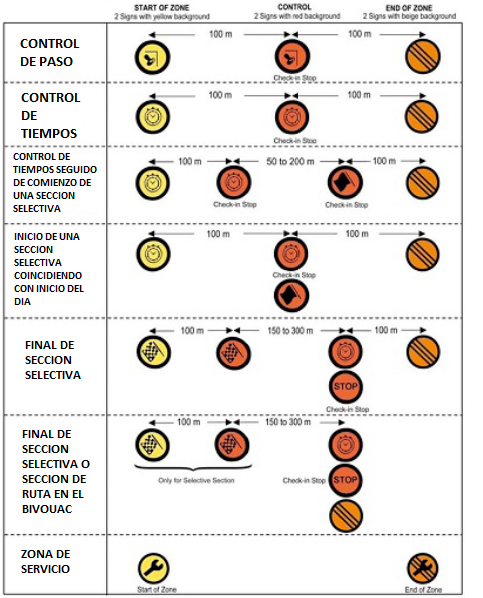 START OF ZONE
2 Signs with yellow background
CONTROL
2 Signs with red background
END OF ZONE
2 Signs with beige background
CONTROL
DE PASO
100 m
100 m
Check-in Stop
CONTROL
DE
TIEMPOS
100 m
100 m
Check-in Stop
CONTROL DE
TIEMPOS SEGUIDO
DE COMIENZO DE
UNA SECCION
SELECTIVA
100 m
50 to 200 m
100 m
Check-in Stop
Check-in Stop
INICIO DE UNA
SECCION
SELECTIVA
COINCIDIENDO
CON INICIO DEL
DIA
100 m
100 m
Check-in Stop
FINAL DE
SECCION
SELECTIVA
100 m
150 to 300 m
100 m
STOP
Check-in Stop
FINAL DE
SECCION
SELECTIVA O
SECCION DE
RUTA EN EL
BIVOUAC
100 m
150 to 300 m
Only for Selective Section
Check-in Stop
STOP
ZONA DE
SERVICIO
Start of Zone
End of Zone